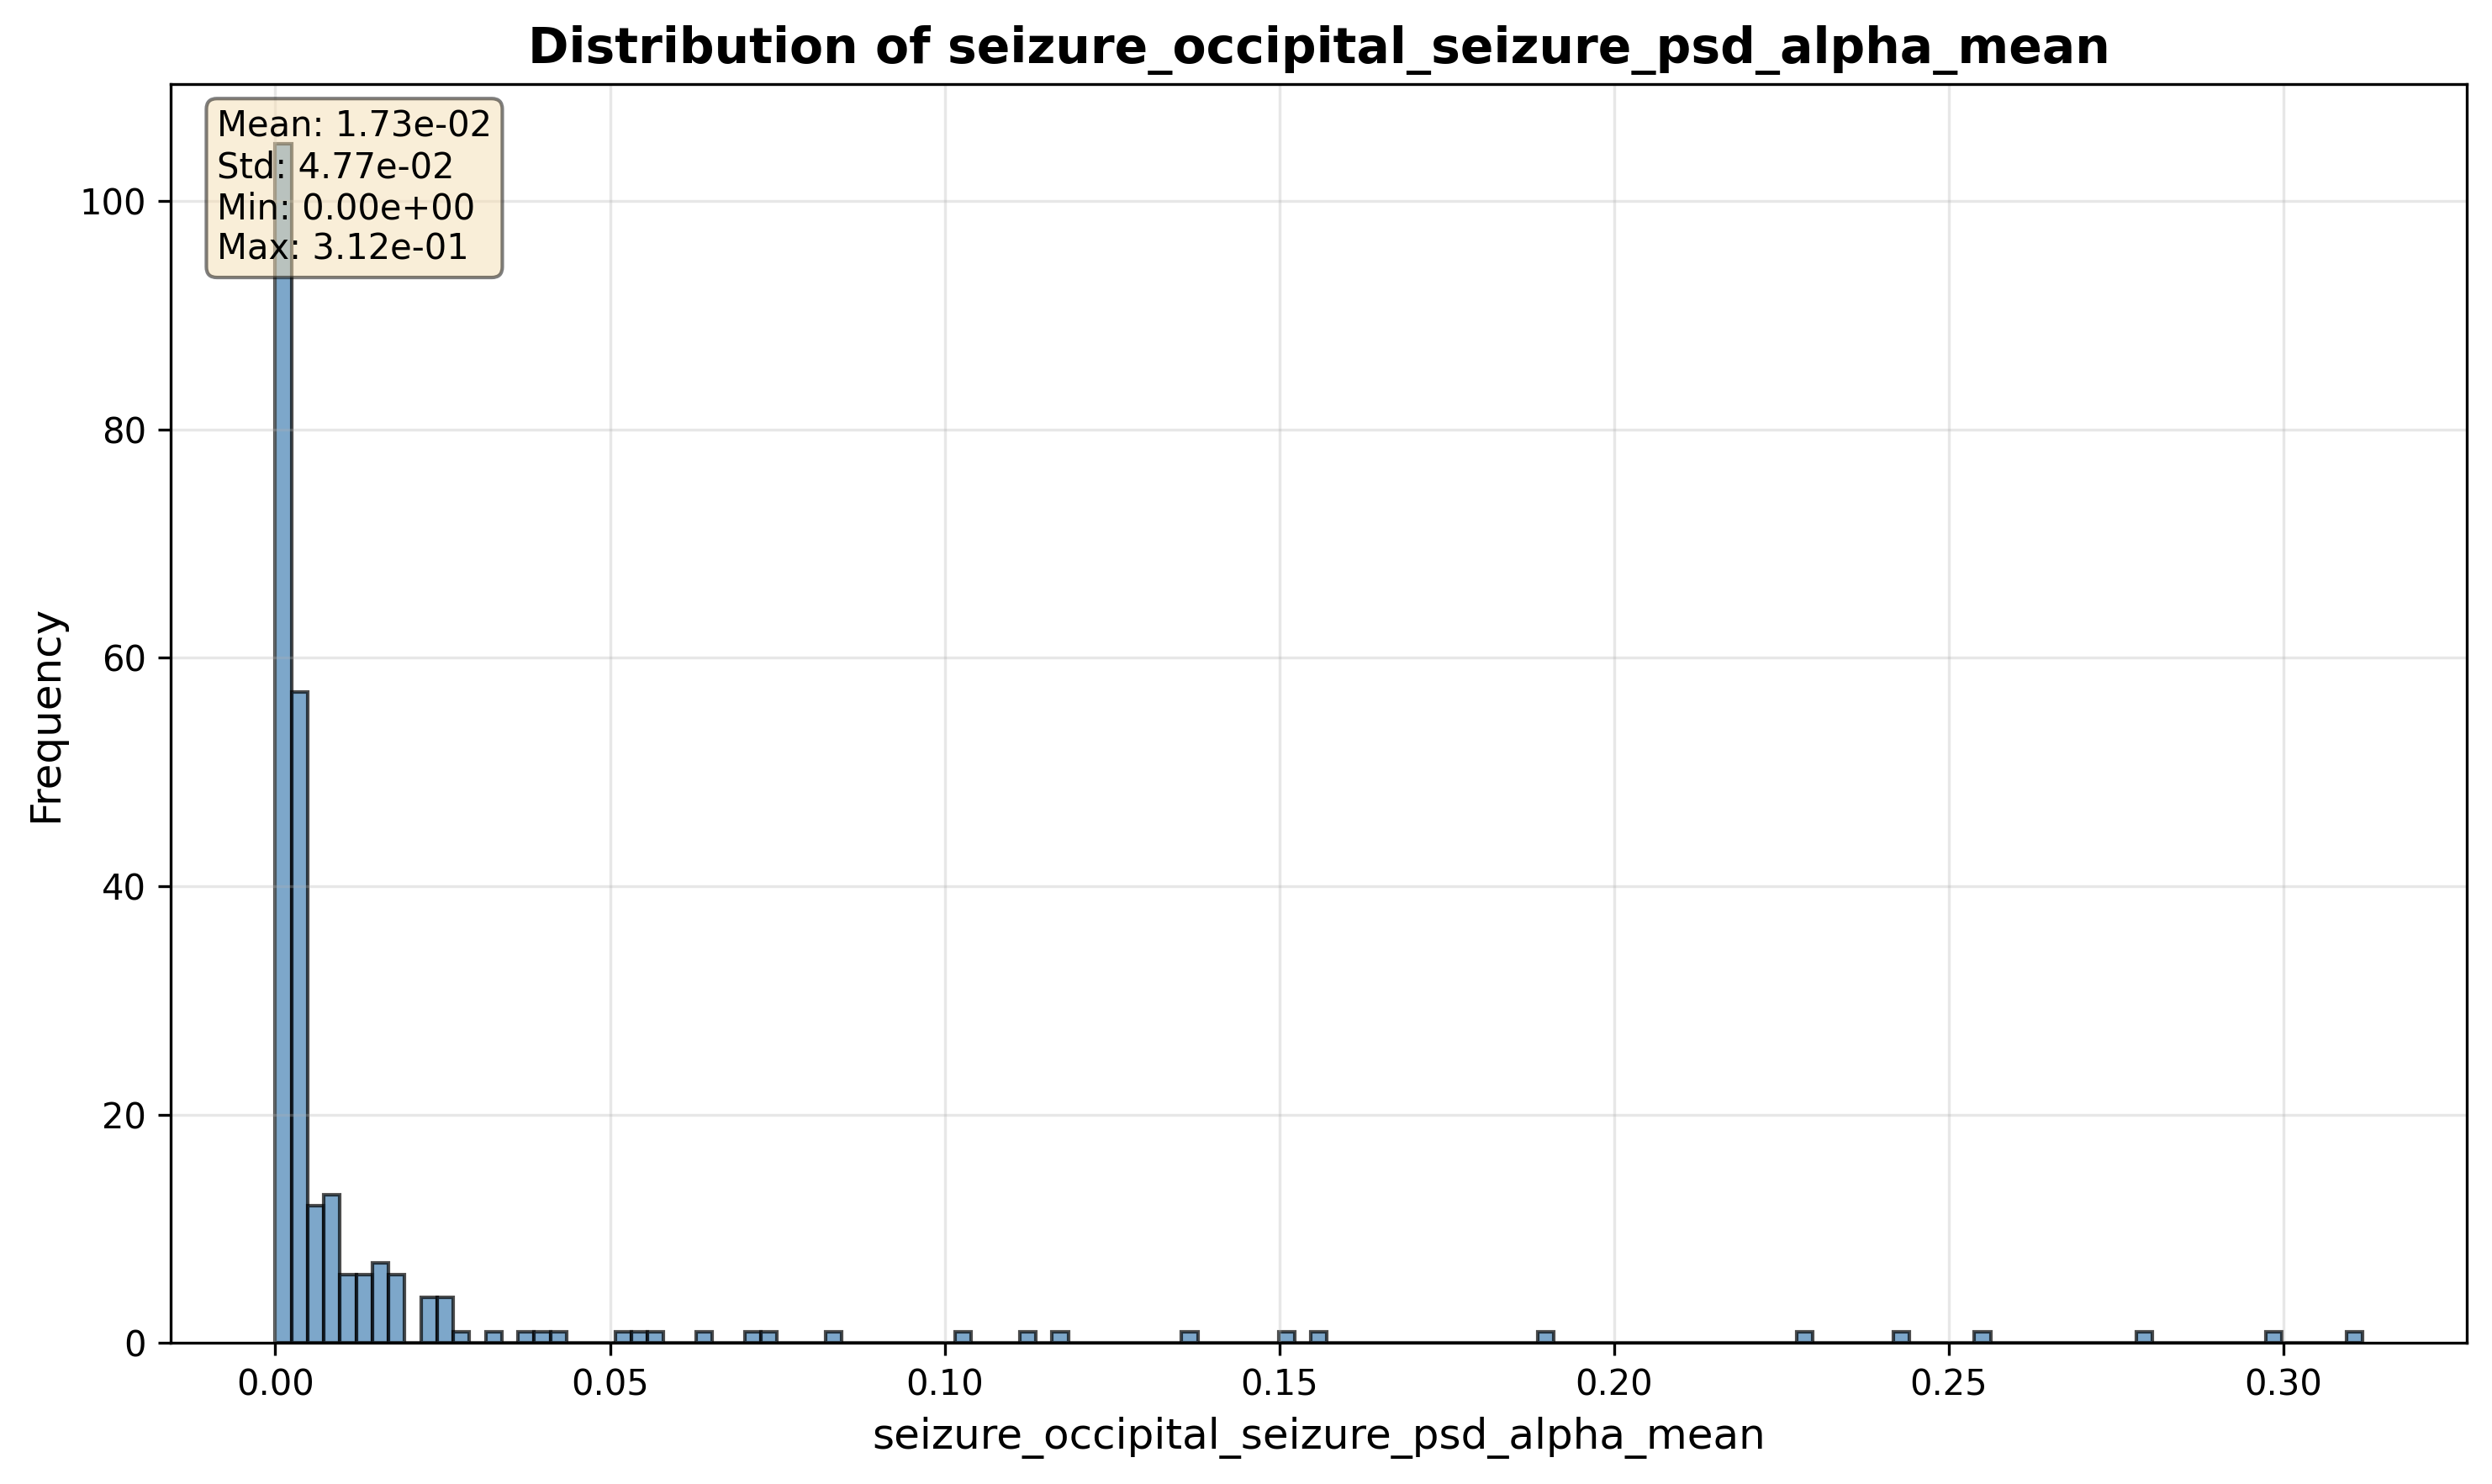 Distribution of seizure_occipital_seizure_psd_alpha_mean
Mean: 1.73e-02
Std: 4.77e-02
Min: 0.00e+00
Max: 3.12e-01
100
80
60
40
20
0
Frequency
0.00 0.05 0.10 0.15 0.20 0.25 0.30
seizure_occipital_seizure_psd_alpha_mean